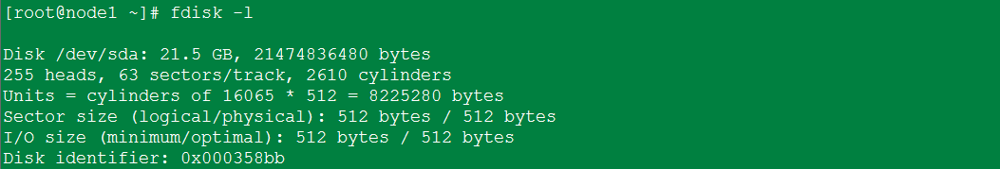 [root@node1 ~]# fdisk -l
Disk /dev/sda: 21.5 GB, 21474836480 bytes
255 heads, 63 sectors/track, 2610 cylinders
Units = cylinders of 16065 * 512 = 8225280 bytes
Sector size (logical/physical): 512 bytes / 512 bytes
I/O size (minimum/optimal): 512 bytes / 512 bytes
Disk identifier: 0x000358bb